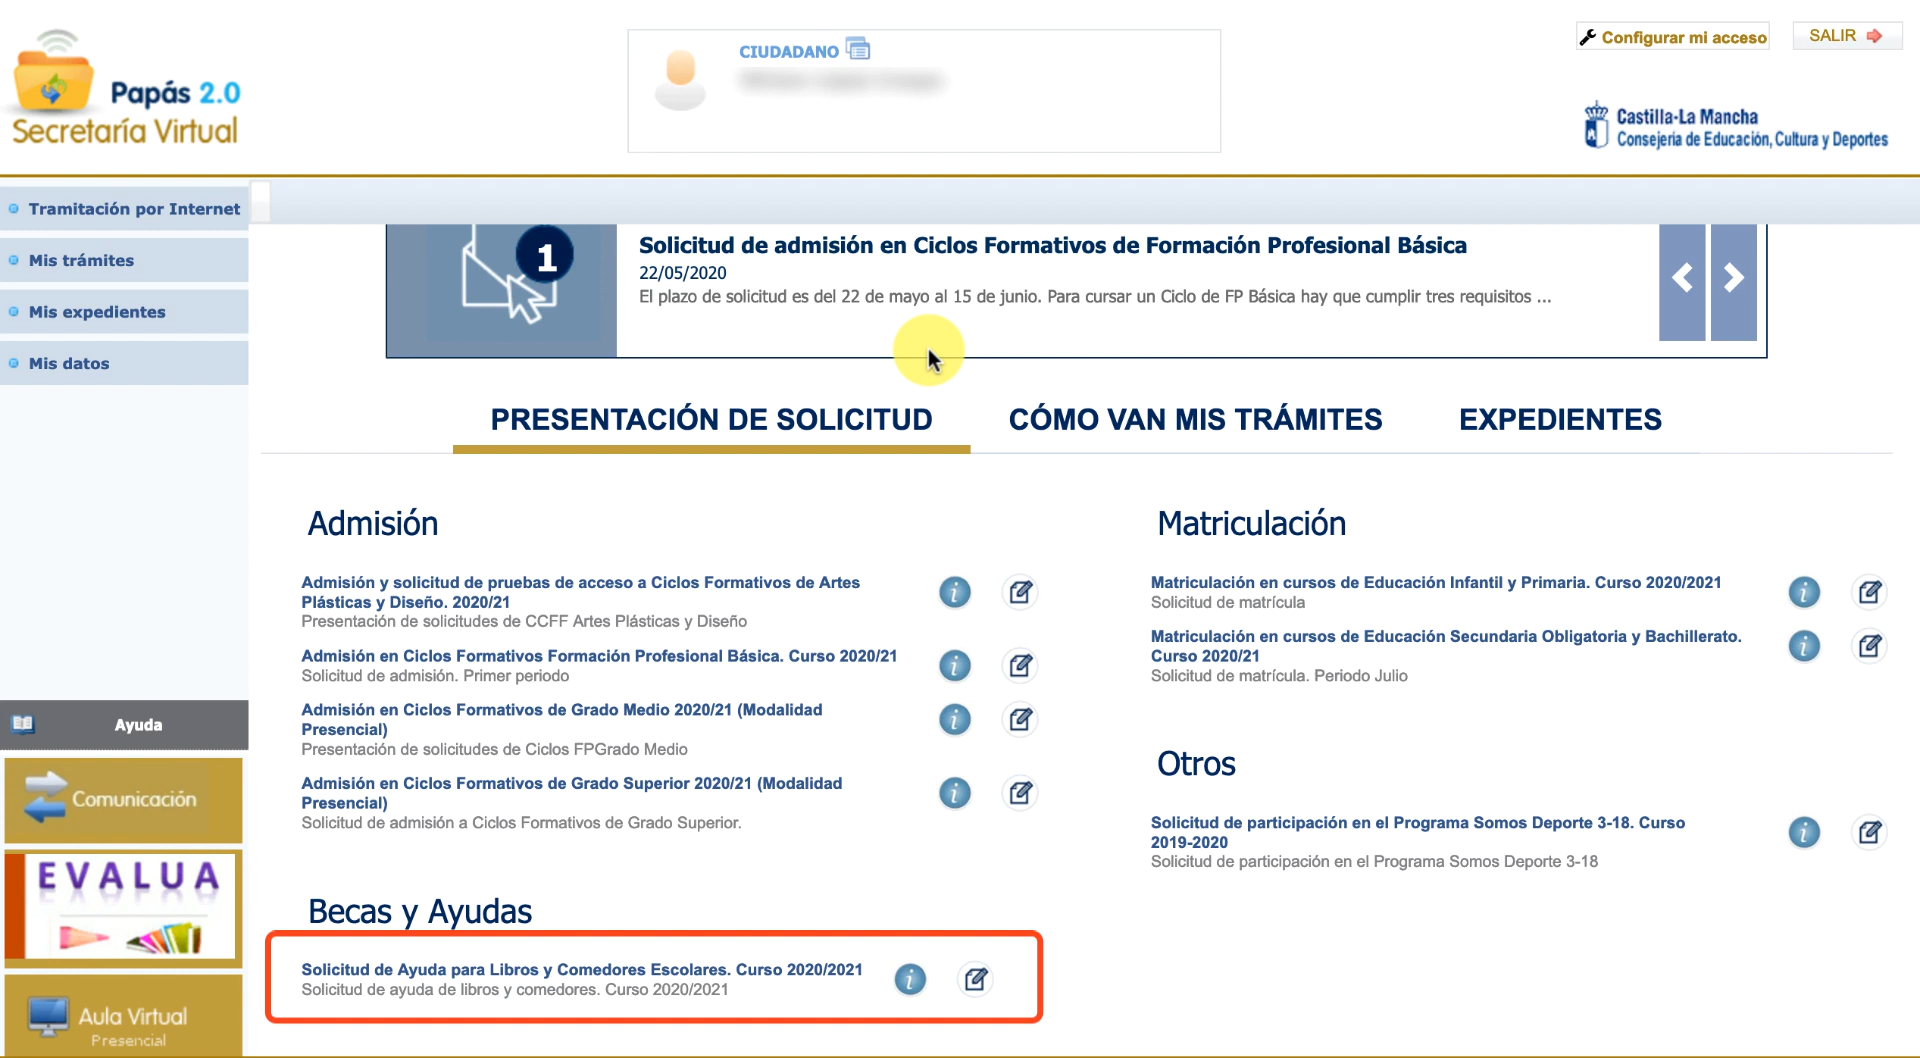 Papás 2.0
Secretaría Virtual
CIUDADANO
Configurar mi acceso
SALIR
Castilla-La Mancha
Consejería de Educación, Cultura y Deportes
Tramitación por Internet
Mis trámites
Mis expedientes
Mis datos
1
Solicitud de admisión en Ciclos Formativos de Formación Profesional Básica
22/05/2020
El plazo de solicitud es del 22 de mayo al 15 de junio. Para cursar un Ciclo de FP Básica hay que cumplir tres requisitos ...
PRESENTACIÓN DE SOLICITUD
CÓMO VAN MIS TRÁMITES
EXPEDIENTES
Admisión
Admisión y solicitud de pruebas de acceso a Ciclos Formativos de Artes
Plásticas y Diseño. 2020/21
Presentación de solicitudes de CCFF Artes Plásticas y Diseño
Admisión en Ciclos Formativos Formación Profesional Básica. Curso 2020/21
Solicitud de admisión. Primer periodo
Admisión en Ciclos Formativos de Grado Medio 2020/21 (Modalidad
Presencial)
Presentación de solicitudes de Ciclos FPGrado Medio
Admisión en Ciclos Formativos de Grado Superior 2020/21 (Modalidad
Presencial)
Solicitud de admisión a Ciclos Formativos de Grado Superior.
Becas y Ayudas
Solicitud de Ayuda para Libros y Comedores Escolares. Curso 2020/2021
Solicitud de ayuda de libros y comedores. Curso 2020/2021
Matriculación
Matriculación en cursos de Educación Infantil y Primaria. Curso 2020/2021
Solicitud de matrícula
Matriculación en cursos de Educación Secundaria Obligatoria y Bachillerato.
Curso 2020/21
Solicitud de matrícula. Periodo Julio
Otros
Solicitud de participación en el Programa Somos Deporte 3-18. Curso
2019-2020
Solicitud de participación en el Programa Somos Deporte 3-18
Ayuda
Comunicación
EVALUA
Aula Virtual
Presencial